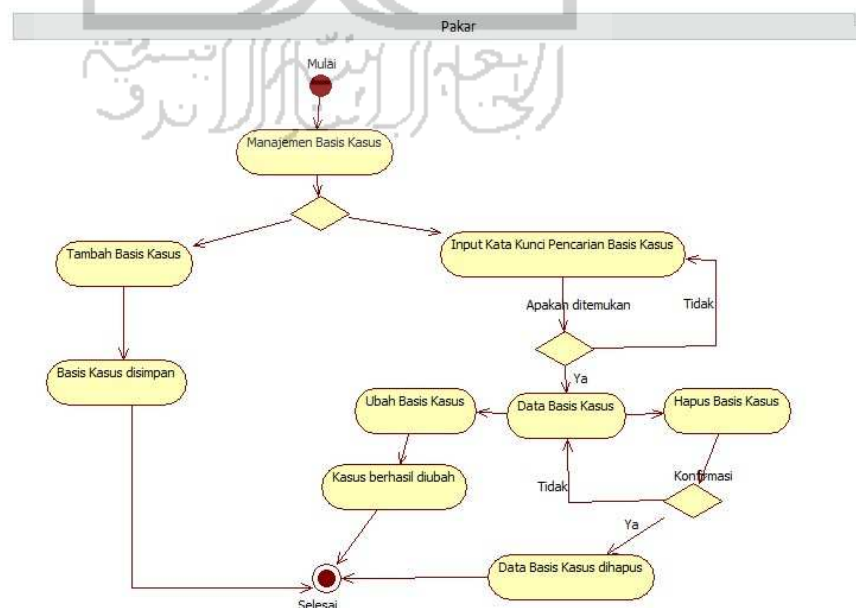 Pakar
Mulai
Manajemen Basis Kasus
Tambah Basis Kasus
Input Kata Kunci Pencarian Basis Kasus
Apakan ditemukan
Tidak
Basis Kasus disimpan
Ya
Ubah Basis Kasus
Data Basis Kasus
Hapus Basis Kasus
Kasus berhasil diubah
Tidak
Konfirmasi
Ya
Data Basis Kasus dihapus
Selesai